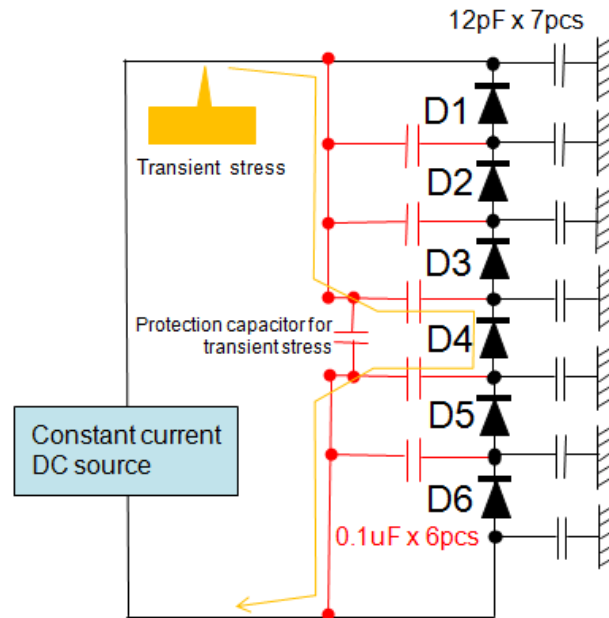 12pF x 7pcs
D1
Transient stress
D2
D3
Protection capacitor for
transient stress
D4
Constant current
DC source
D5
D6
0.1uF x 6pcs